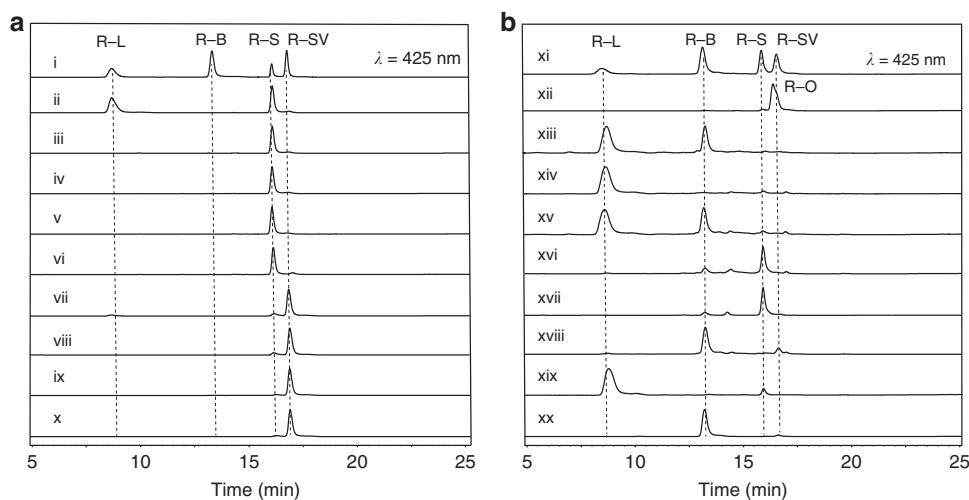 a
R–L R–B R–S R–SV
λ = 425 nm
i
ii
iii
iv
v
vi
vii
viii
ix
x
5 10 15 20 25
Time (min)
b
R–L R–B R–S R–SV
λ = 425 nm
R–O
xi
xii
xiii
xiv
xv
xvi
xvii
xviii
xix
xx
5 10 15 20 25
Time (min)